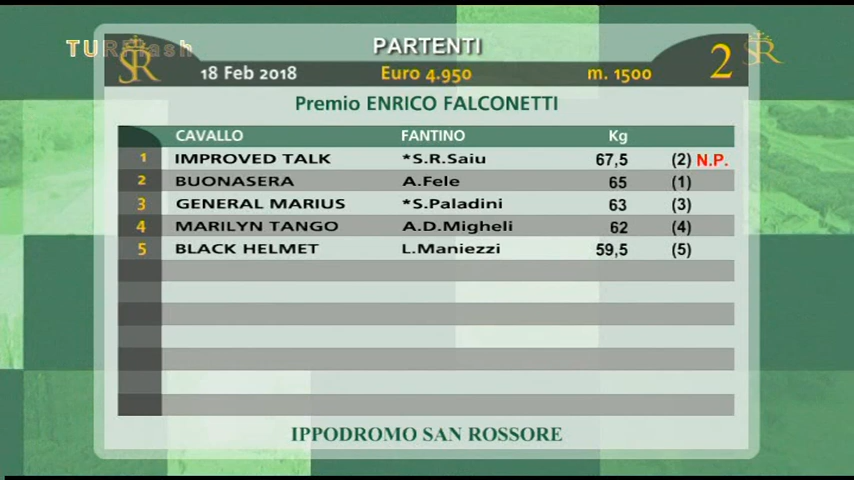 TURFlash
PARTENTI
SR
18 Feb 2018 Euro 4.950 m. 1500 2
SR
Premio ENRICO FALCONETTI
CAVALLO FANTINO Kg
1 IMPROVED TALK *S.R.Saiu 67,5 (2) N.P.
2 BUONASERA A.Fele 65 (1)
3 GENERAL MARIUS *S.Paladini 63 (3)
4 MARILYN TANGO A.D.Migheli 62 (4)
5 BLACK HELMET L.Maniezzi 59,5 (5)
IPPODROMO SAN ROSSORE